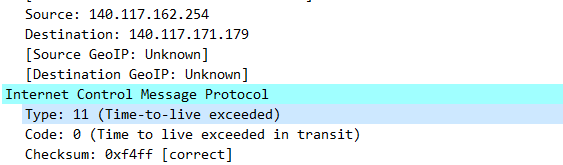 Source: 140.117.162.254
Destination: 140.117.171.179
[Source GeoIP: Unknown]
[Destination GeoIP: Unknown]
Internet Control Message Protocol
Type: 11 (Time-to-live exceeded)
Code: 0 (Time to live exceeded in transit)
Checksum: 0xf4ff [correct]